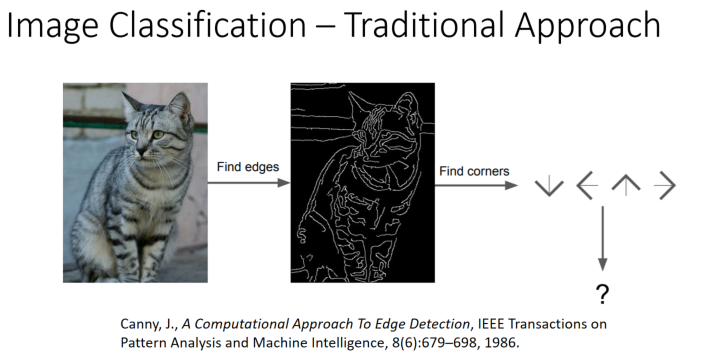 Image Classification – Traditional Approach
Find edges
Find corners
?
Canny, J., A Computational Approach To Edge Detection, IEEE Transactions on
Pattern Analysis and Machine Intelligence, 8(6):679–698, 1986.